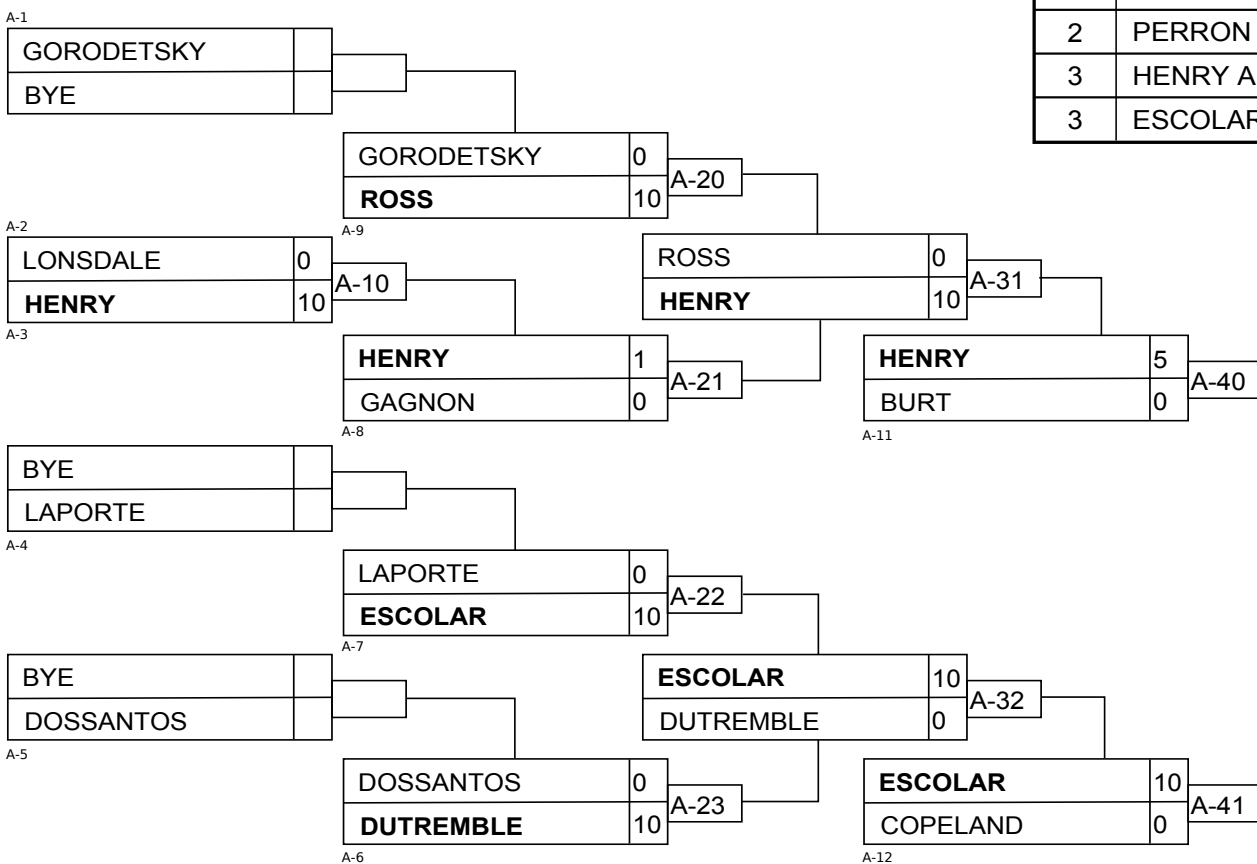 A-1
GORODETSKY
BYE
2 PERRON
3 HENRY A
3 ESCOLAR
GORODETSKY 0
ROSS 10
A-20
A-9
A-2
LONSDALE 0
HENRY 10
A-10
A-3
ROSS 0
HENRY 10
A-31
HENRY 1
GAGNON 0
A-21
A-8
HENRY 5
BURT 0
A-40
A-11
BYE
LAPORTE
A-4
LAPORTE 0
ESCOLAR 10
A-22
A-7
BYE
DOSSANTOS
A-5
ESCOLAR 10
DUTREMBLE 0
A-32
DOSSANTOS 0
DUTREMBLE 10
A-23
A-6
ESCOLAR 10
COPELAND 0
A-41
A-12